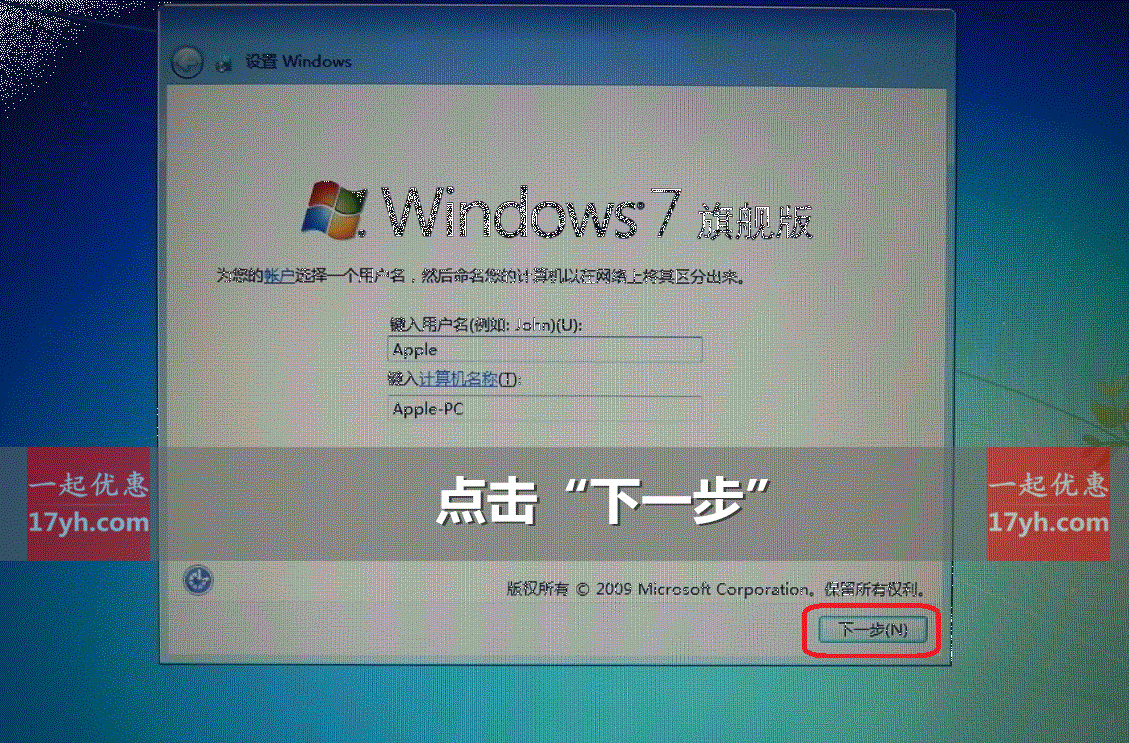 设置 Windows
Windows 7 旗舰版
为您的帐户选择一个用户名，然后命名您的计算机以在网络上将其区分出来。
键入用户名(例如: John)(U):
Apple
键入计算机名称(T):
Apple-PC
一起优惠
17yh.com
点击“下一步”
一起优惠
17yh.com
版权所有 © 2009 Microsoft Corporation。保留所有权利。
下一步(N)